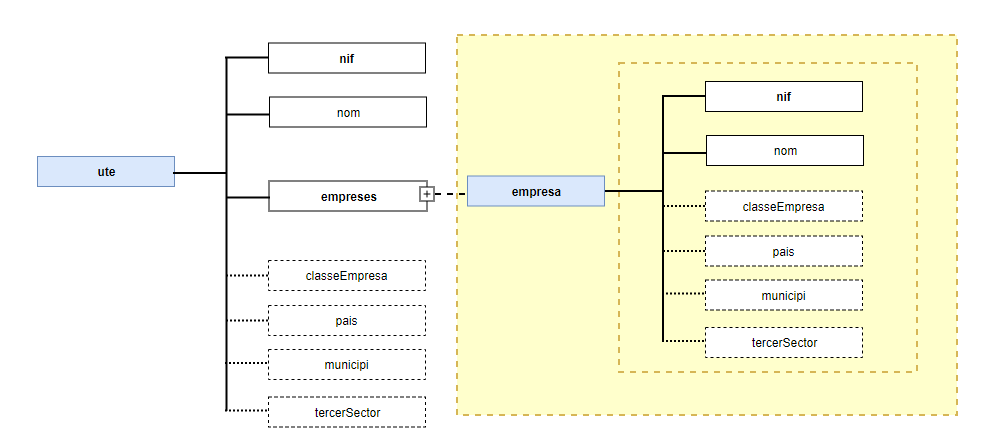 ute
nif
nom
empreses
+
classeEmpresa
pais
municipi
tercerSector
empresa
nif
nom
classeEmpresa
pais
municipi
tercerSector